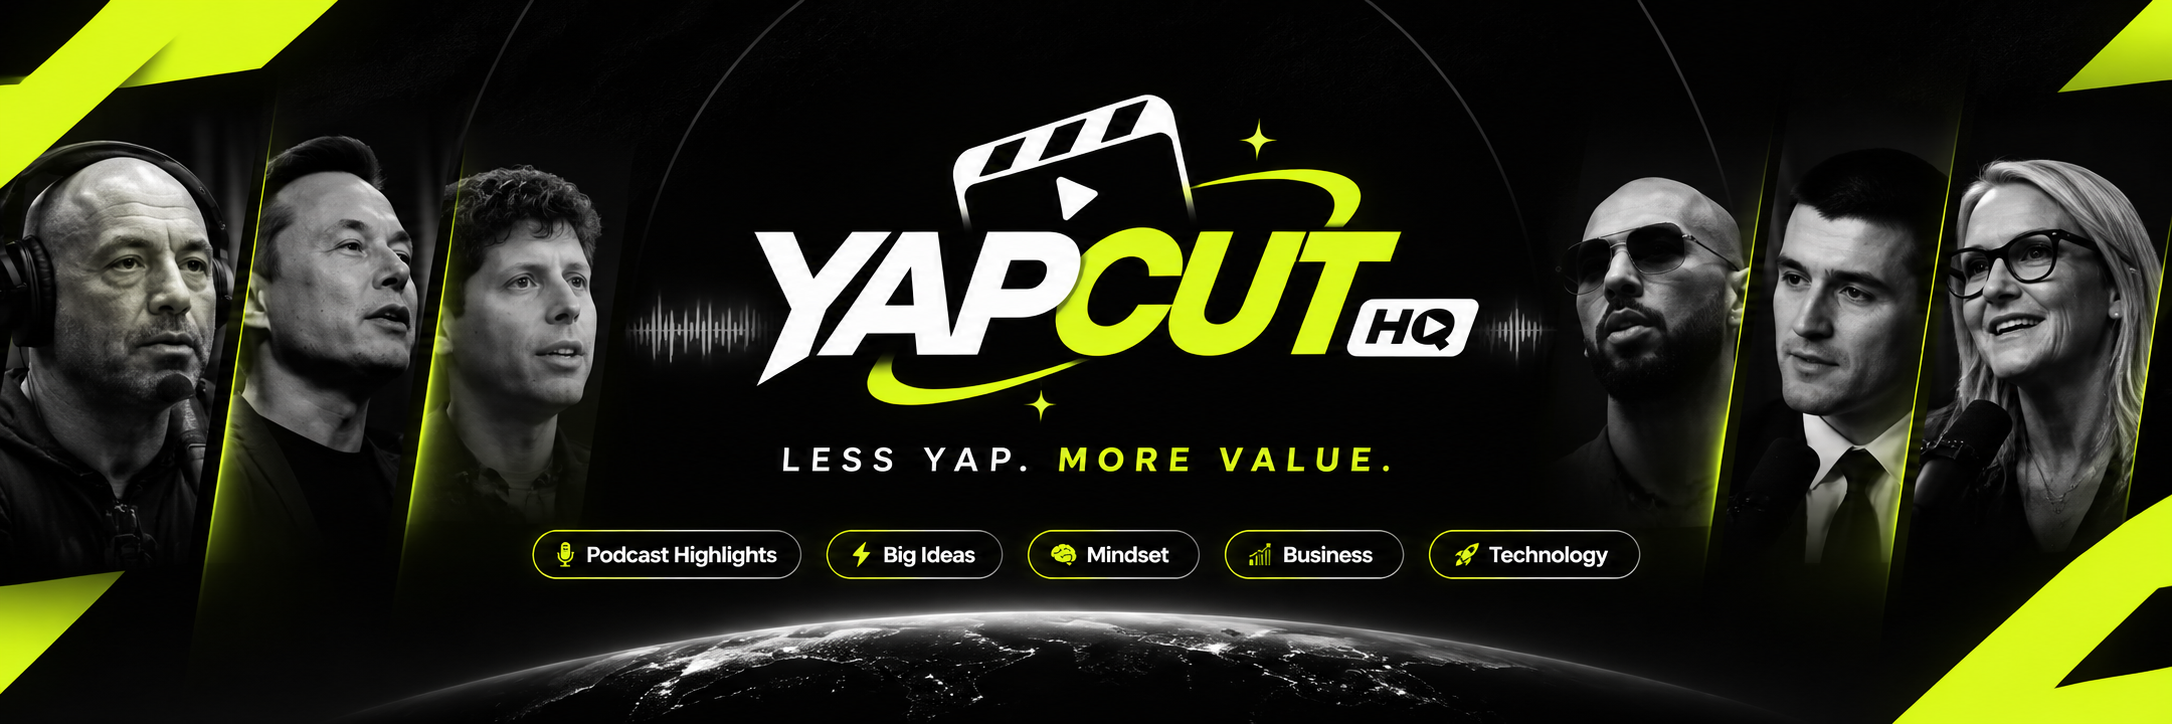 YAPCUT HQ
LESS YAP. MORE VALUE.
Podcast Highlights
Big Ideas
Mindset
Business
Technology